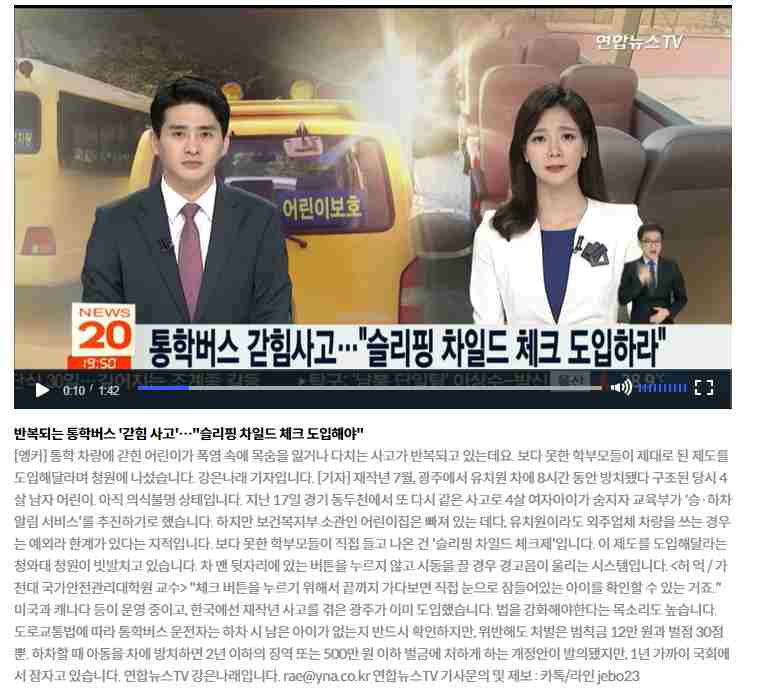 연합뉴스TV
어린이보호
NEWS
20
19:50
통학버스 갇힘사고…"슬리핑 차일드 체크 도입하라"
울산
0:10 / 1:42
반복되는 통학버스 '갇힘 사고'…"슬리핑 차일드 체크 도입해야"
[앵커] 통학 차량에 갇힌 어린이가 폭염 속에 목숨을 잃거나 다치는 사고가 반복되고 있는데요. 보다 못한 학부모들이 제대로 된 제도를
도입해달라며 청원에 나섰습니다. 강은나래 기자입니다. [기자] 재작년 7월, 광주에서 유치원 차에 8시간 동안 방치됐다 구조된 당시 4
살 남자 어린이. 아직 의식불명 상태입니다. 지난 17일 경기 동두천에서 또 다시 같은 사고로 4살 여자아이가 숨지자 교육부가 '승·하차
알림 서비스'를 추진하기로 했습니다. 하지만 보건복지부 소관인 어린이집은 빠져 있는 데다, 유치원이라도 외주업체 차량을 쓰는 경우
는 예외라 한계가 있다는 지적입니다. 보다 못한 학부모들이 직접 들고 나온 건 '슬리핑 차일드 체크제'입니다. 이 제도를 도입해달라는
청와대 청원이 빗발치고 있습니다. 차 맨 뒷자리에 있는 버튼을 누르지 않고 시동을 끌 경우 경고음이 울리는 시스템입니다. <허 억 / 가
천대 국가안전관리대학원 교수> "체크 버튼을 누르기 위해서 끝까지 가다보면 직접 눈으로 잠들어있는 아이를 확인할 수 있는 거죠."
미국과 캐나다 등이 운영 중이고, 한국에선 재작년 사고를 겪은 광주가 이미 도입했습니다. 법을 강화해야한다는 목소리도 높습니다.
도로교통법에 따라 통학버스 운전자는 하차 시 남은 아이가 없는지 반드시 확인하지만, 위반해도 처벌은 범칙금 12만 원과 벌점 30점
뿐. 하차할 때 아동을 차에 방치하면 2년 이하의 징역 또는 500만 원 이하 벌금에 처하게 하는 개정안이 발의됐지만, 1년 가까이 국회에
서 잠자고 있습니다. 연합뉴스TV 강은나래입니다. rae@yna.co.kr 연합뉴스TV 기사문의 및 제보 : 카톡/라인 jebo23